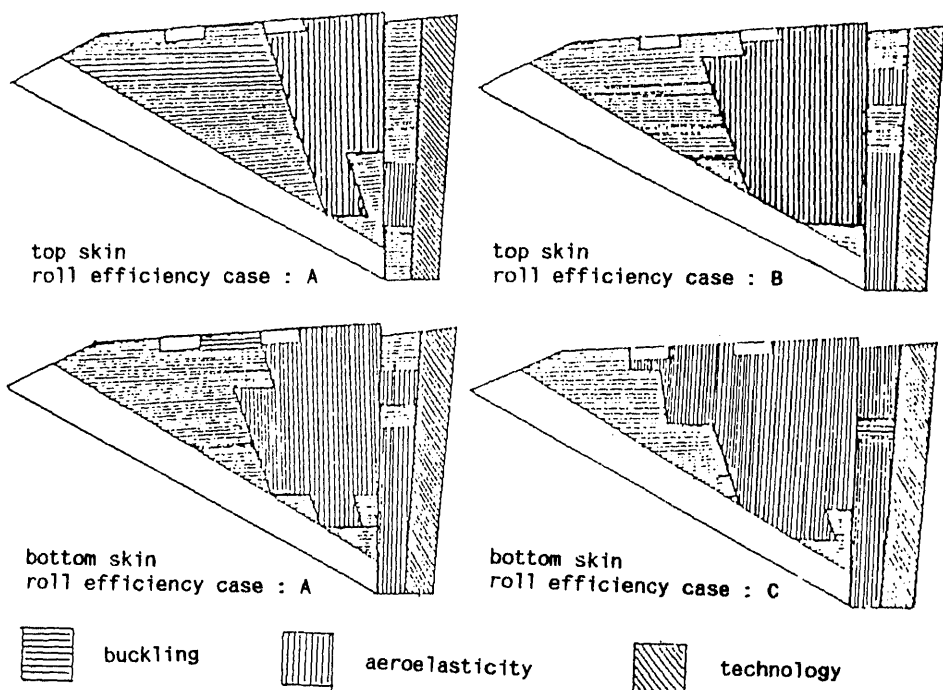 top skin
roll efficiency case : A
top skin
roll efficiency case : B
bottom skin
roll efficiency case : A
bottom skin
roll efficiency case : C
buckling
aeroelasticity
technology